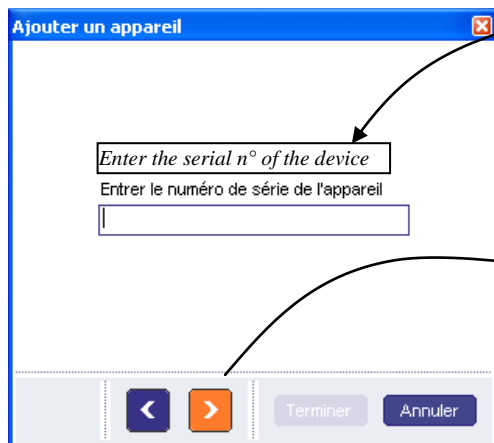 Ajouter un appareil
Enter the serial n° of the device
Entrer le numéro de série de l'appareil
Terminer
Annuler